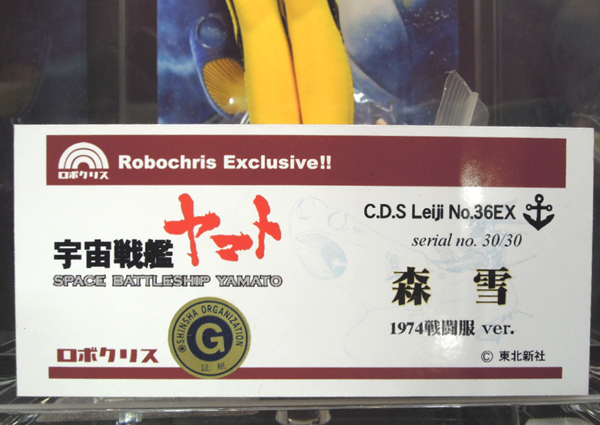 ロボクリス
Robochris Exclusive!!
宇宙戦艦ヤマト
SPACE BATTLESHIP YAMATO
C.D.S Leiji No.36EX
serial no. 30/30
森 雪
1974戦闘服 ver.
ロボクリス
©SHINSHA ORGANIZATION
G
証紙
© 東北新社